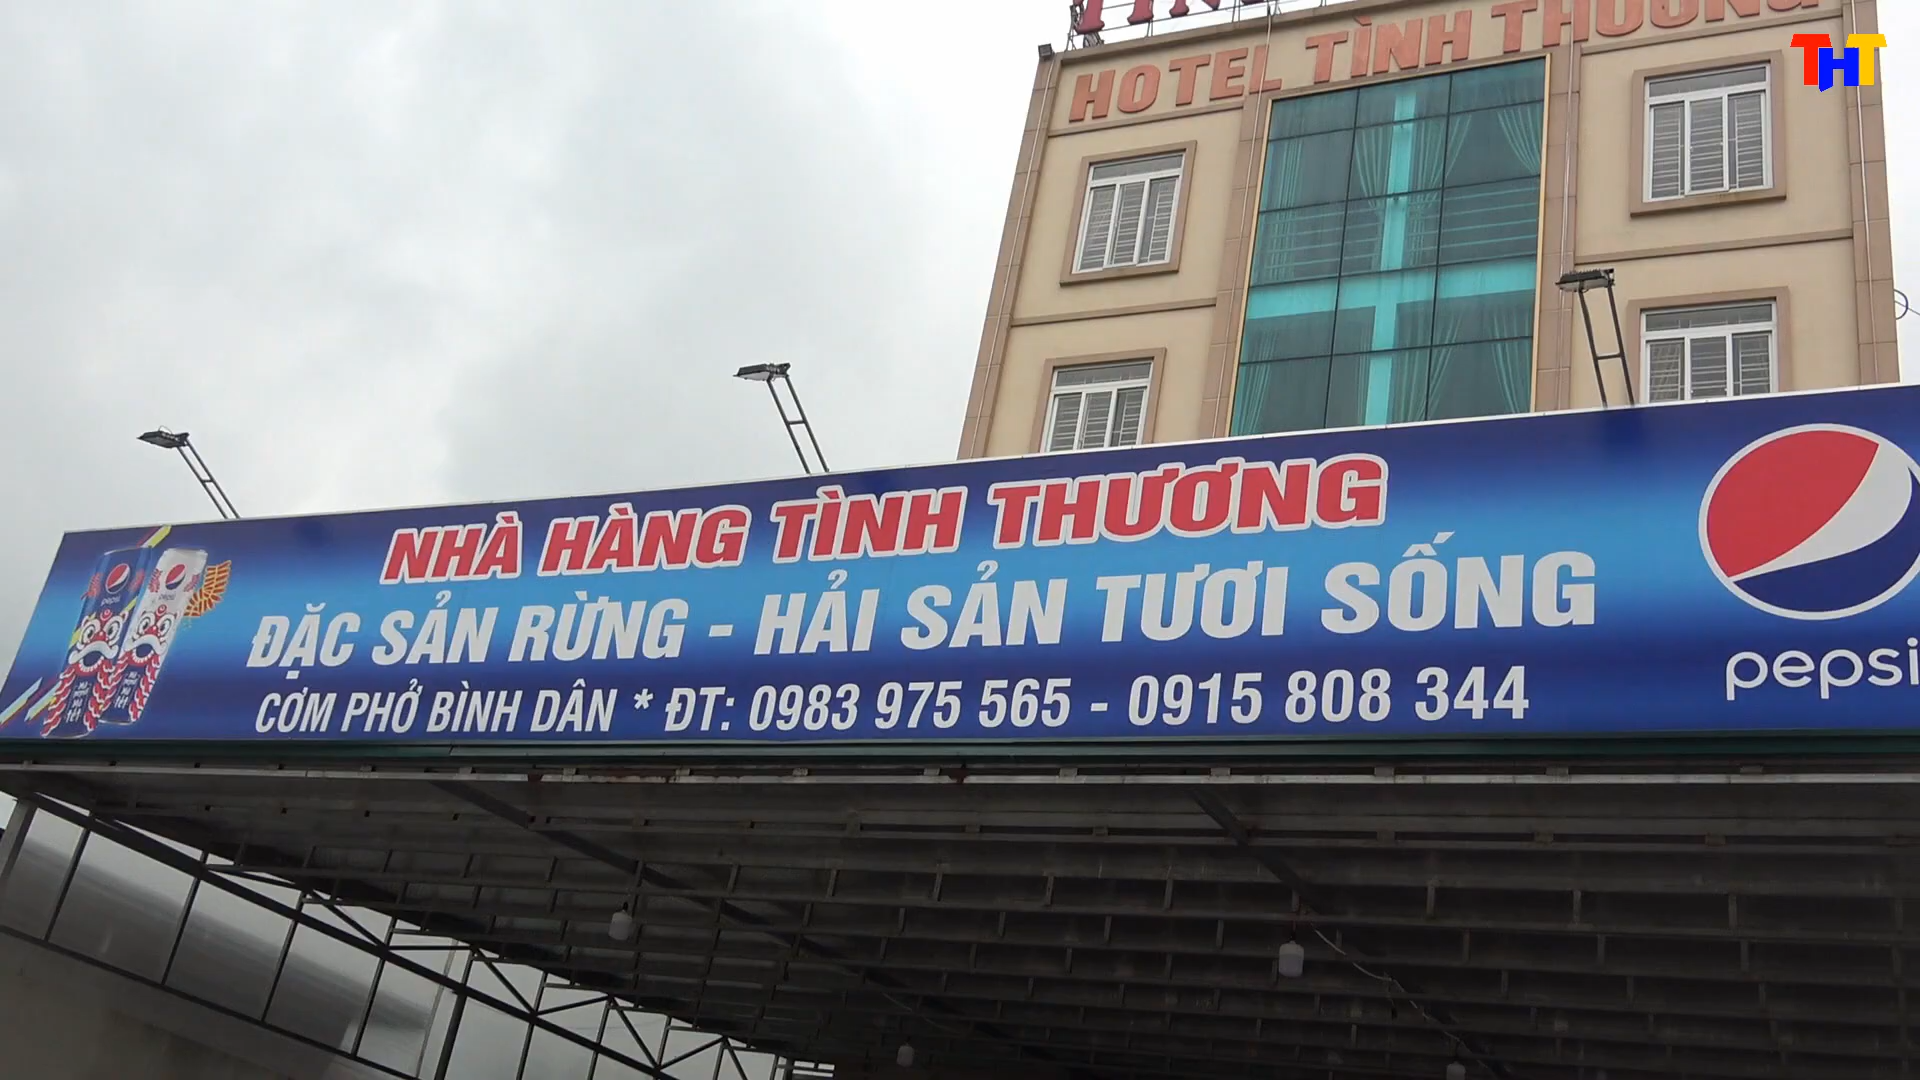 HOTEL TÌNH THƯƠNG
THT
NHÀ HÀNG TÌNH THƯƠNG
ĐẶC SẢN RỪNG - HẢI SẢN TƯƠI SỐNG
CƠM PHỞ BÌNH DÂN * ĐT: 0983 975 565 - 0915 808 344
pepsi